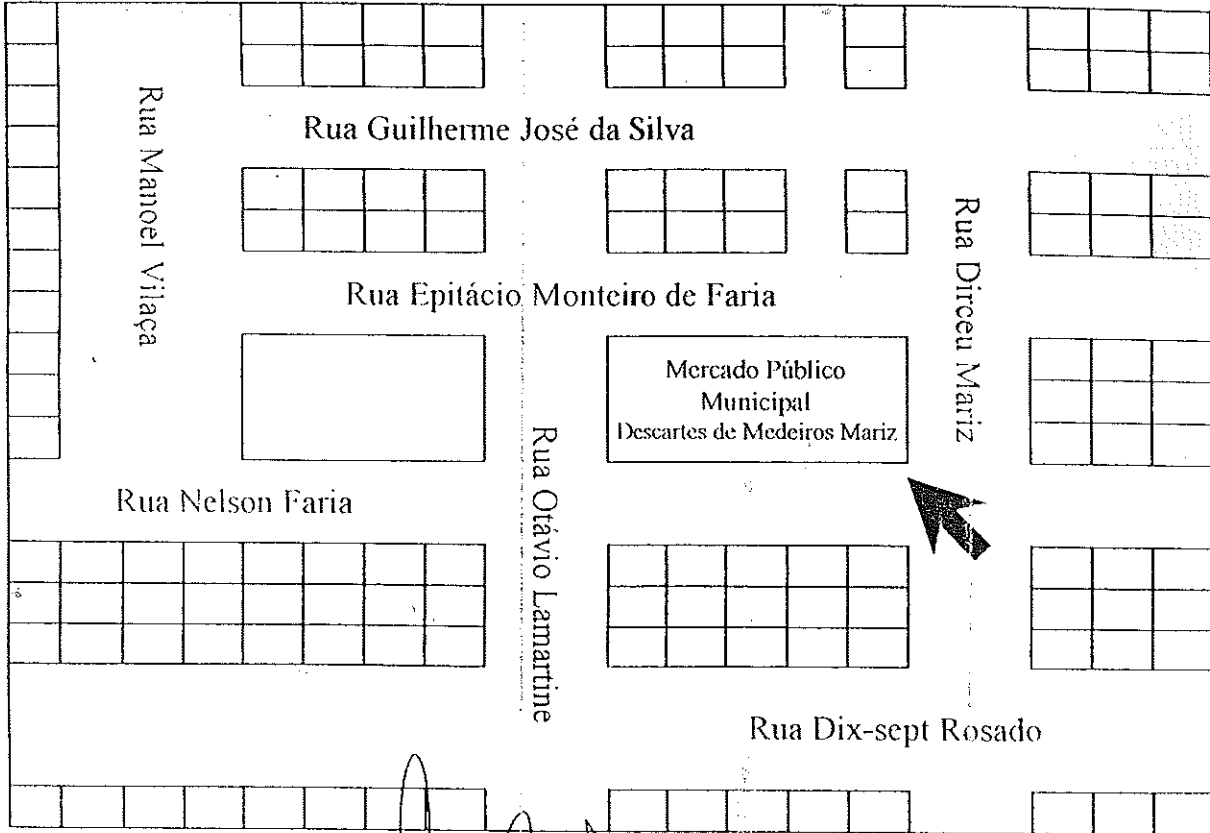 Rua Manoel Vilaça
Rua Guilherme José da Silva
Rua Dirceu Mariz
Rua Epitácio Monteiro de Faria
Mercado Público
Municipal
Descartes de Medeiros Mariz
Rua Otávio Lamartine
Rua Nelson Faria
Rua Dix-sept Rosado